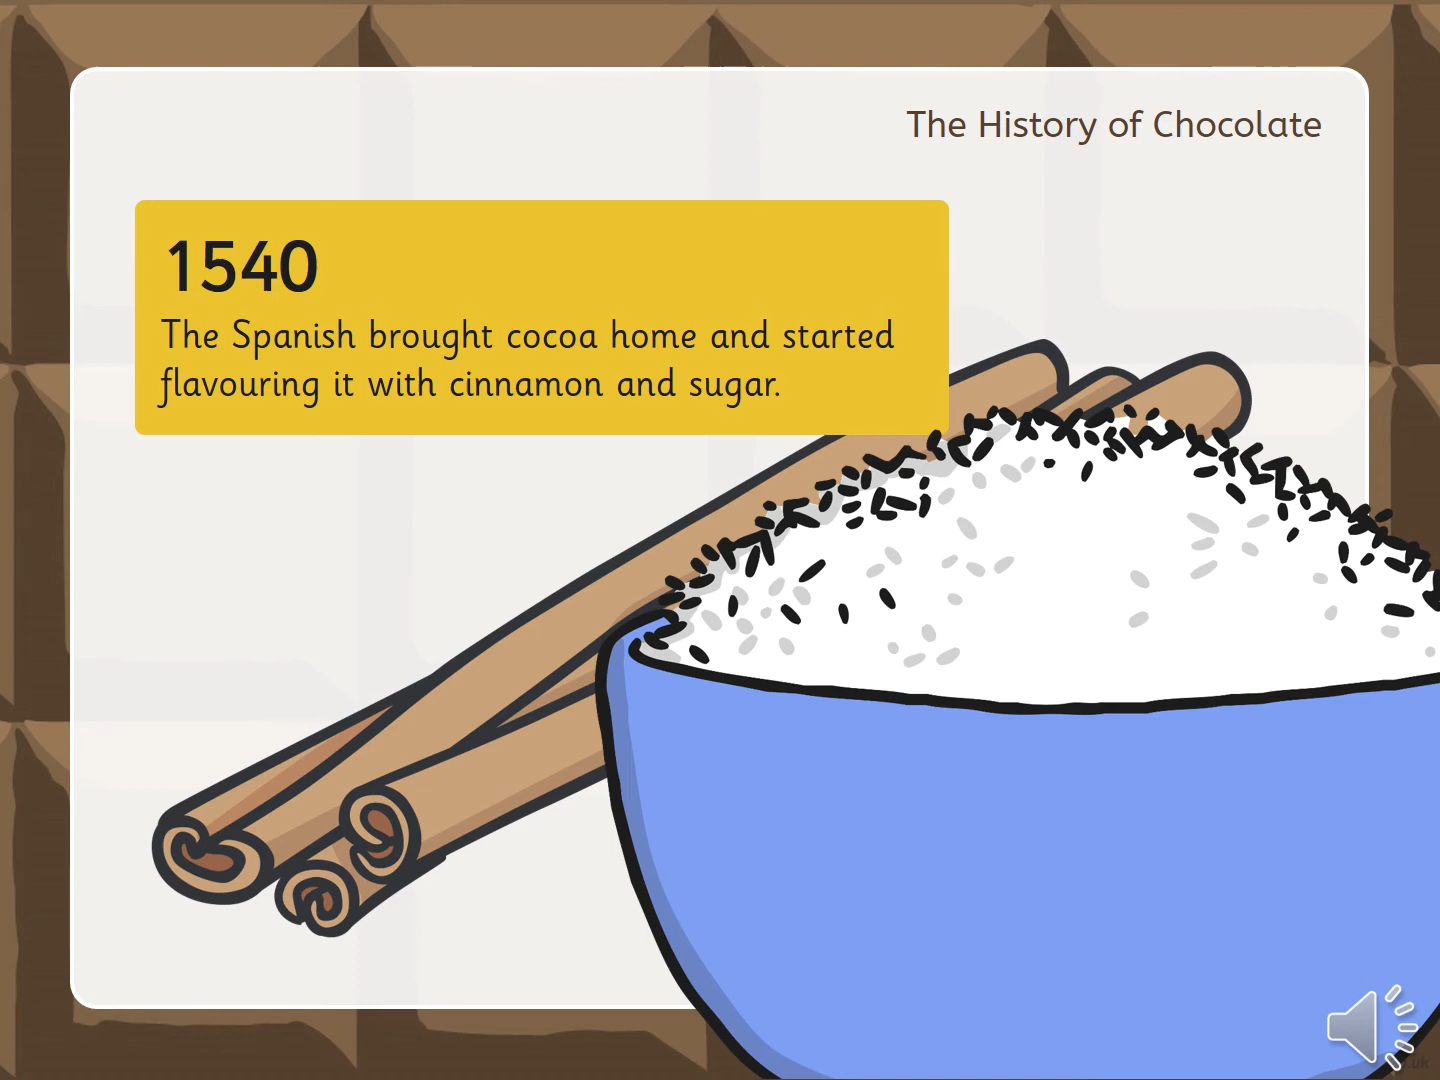 The History of Chocolate
1540
The Spanish brought cocoa home and started
flavouring it with cinnamon and sugar.